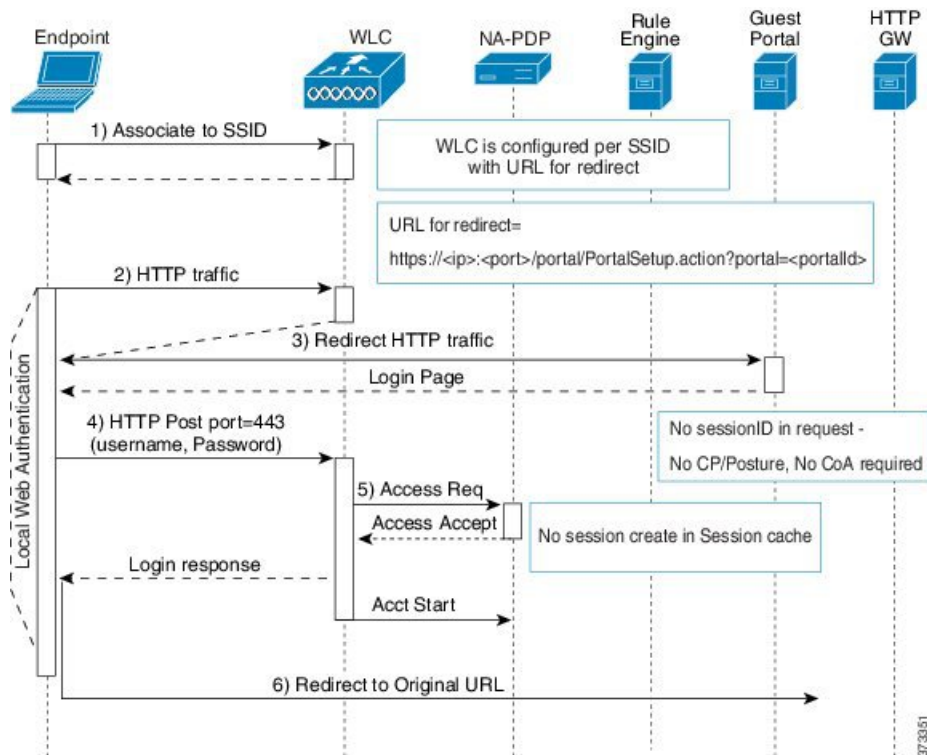 Endpoint
WLC
NA-PDP
Rule
Engine
Guest
Portal
HTTP
GW
1) Associate to SSID
WLC is configured per SSID
with URL for redirect
URL for redirect=
https://<ip>:<port>/portal/PortalSetup.action?portal=<portalId>
2) HTTP traffic
3) Redirect HTTP traffic
Login Page
4) HTTP Post port=443
(username, Password)
No sessionID in request -
No CP/Posture, No CoA required
Local Web Authentication
5) Access Req
Access Accept
No session create in Session cache
Login response
Acct Start
6) Redirect to Original URL
373351